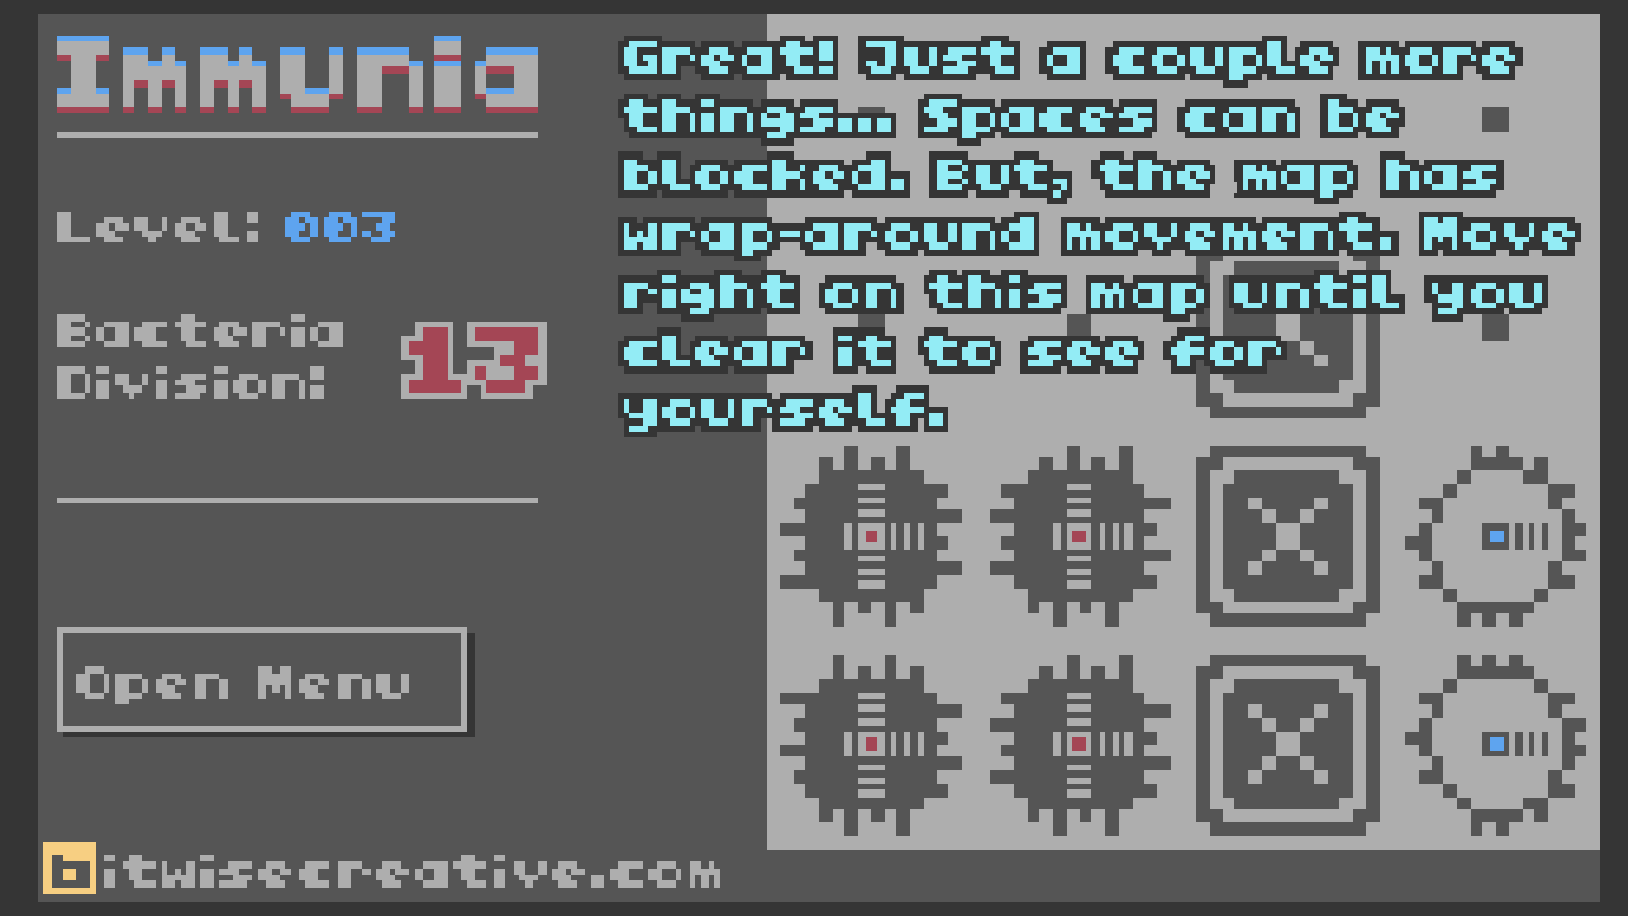 Immunia
Level: 003
Bacteria
Division:
13
Open Menu
bitwisecreative.com
Great! Just a couple more
things... Spaces can be
blocked. But, the map has
wrap-around movement. Move
right on this map until you
clear it to see for
yourself.